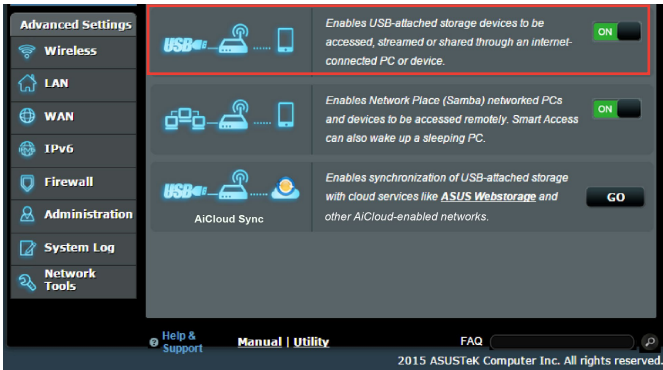 Advanced Settings
Wireless
LAN
WAN
IPv6
Firewall
Administration
System Log
Network
Tools
USB
Enables USB-attached storage devices to be
accessed, streamed or shared through an internet-
connected PC or device.
ON
Enables Network Place (Samba) networked PCs
and devices to be accessed remotely. Smart Access
can also wake up a sleeping PC.
ON
USB
AiCloud Sync
Enables synchronization of USB-attached storage
with cloud services like ASUS Webstorage and
other AiCloud-enabled networks.
GO
Help &
Support
Manual | Utility
FAQ
2015 ASUSTeK Computer Inc. All rights reserved.